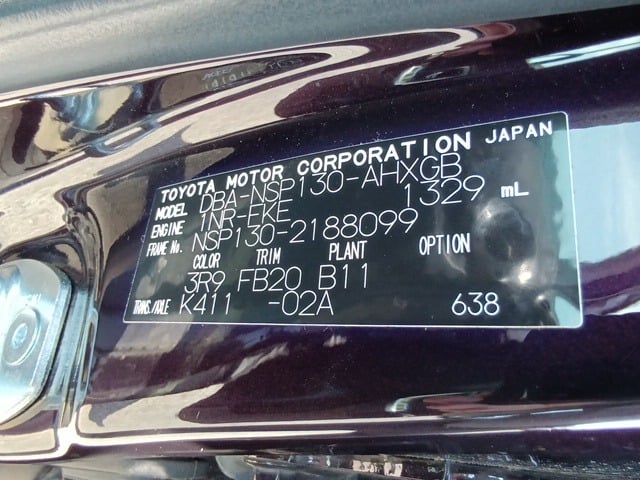 TOYOTA MOTOR CORPORATION JAPAN
MODEL DBA-NSP130-AHXGB
ENGINE 1NR-FKE 1329 mL
FRAME No. NSP130-2188099
COLOR TRIM PLANT OPTION
3R9 FB20 B11
TRANS./AXLE K411 -02A 638